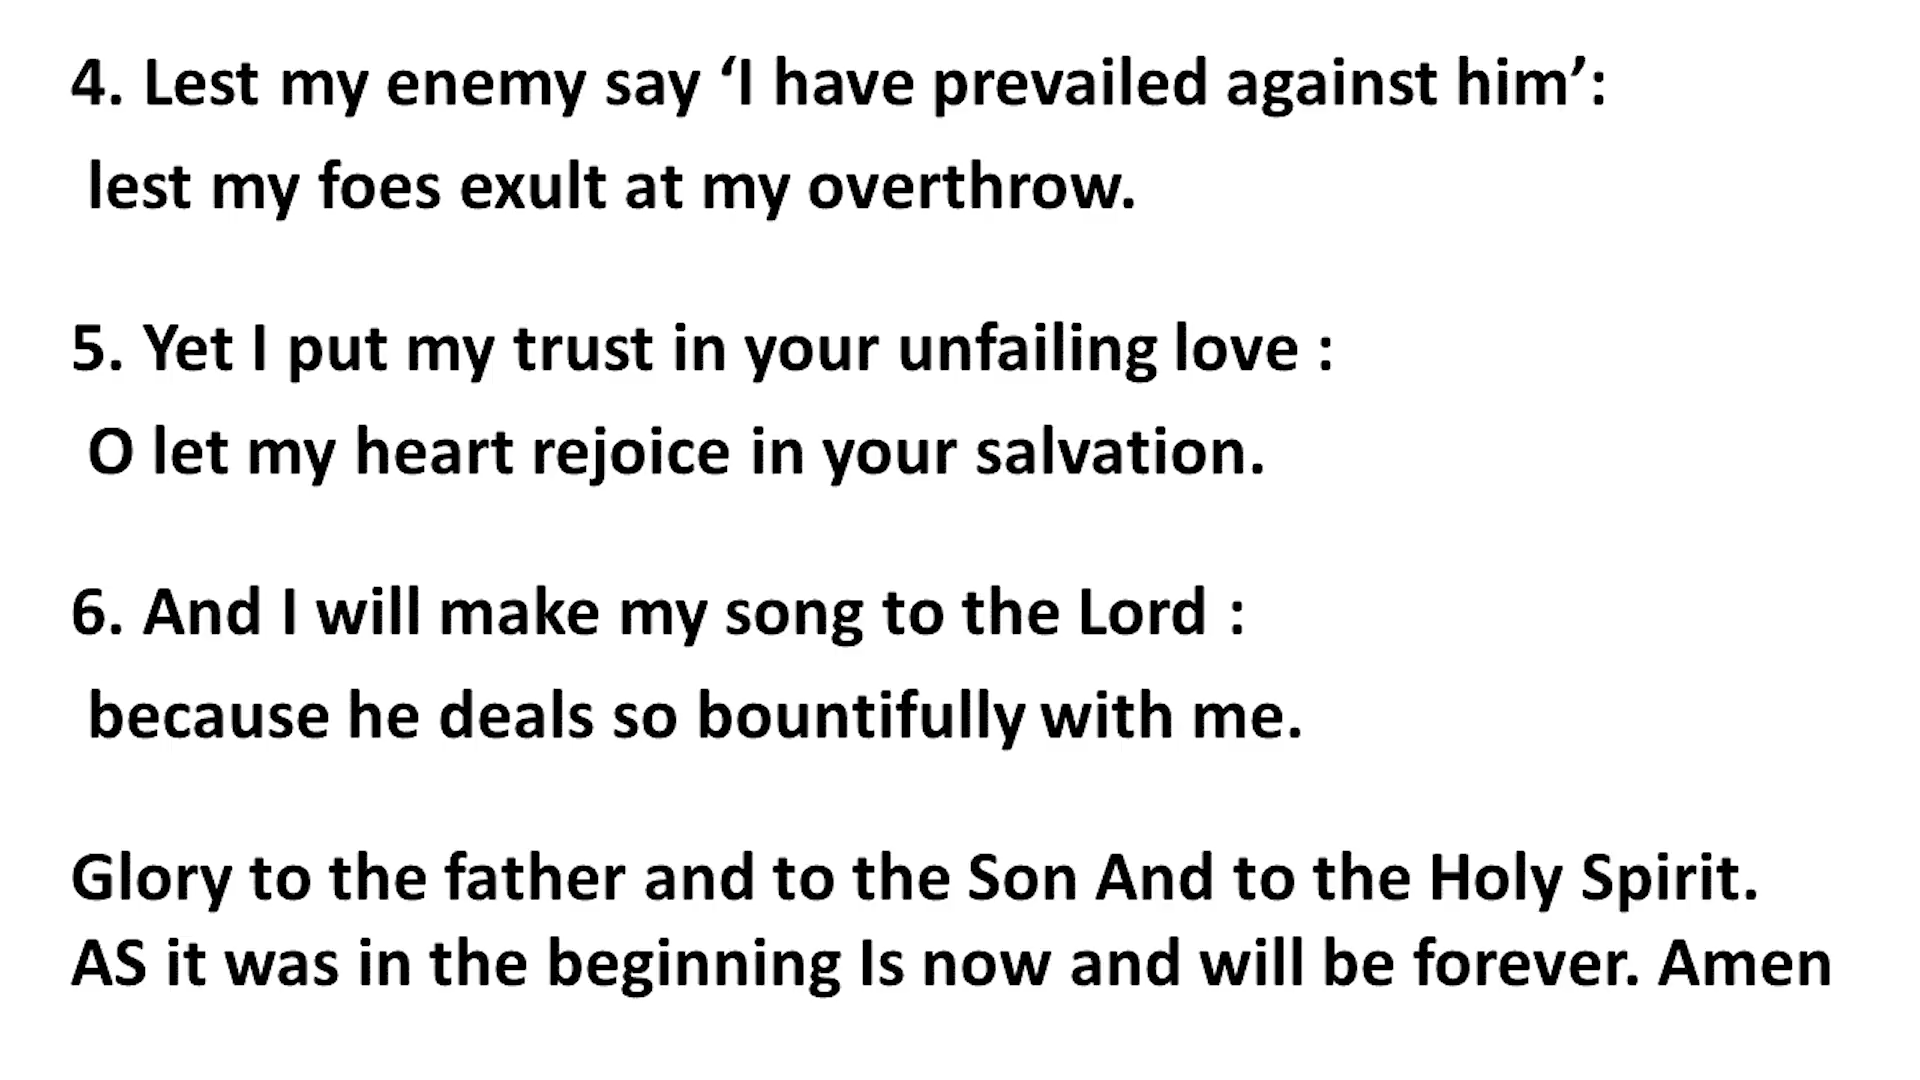 4. Lest my enemy say ‘I have prevailed against him’:
lest my foes exult at my overthrow.
5. Yet I put my trust in your unfailing love :
O let my heart rejoice in your salvation.
6. And I will make my song to the Lord :
because he deals so bountifully with me.
Glory to the father and to the Son And to the Holy Spirit.
AS it was in the beginning Is now and will be forever. Amen